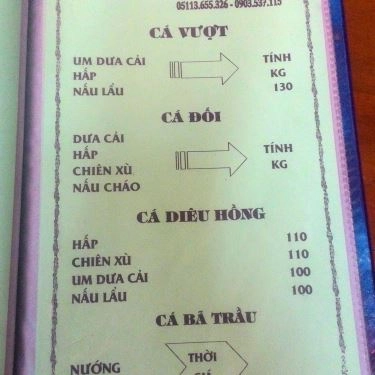 05113.655.326 - 0903.537.115
CÁ VƯỢT
UM DƯA CẢI
HẤP
NẤU LẨU
TÍNH
KG
130
CÁ ĐỐI
DƯA CẢI
HẤP
CHIÊN XÙ
NẤU CHÁO
TÍNH
KG
CÁ DIÊU HỒNG
HẤP 110
CHIÊN XÙ 110
UM DƯA CẢI 100
NẤU LẨU 100
CÁ BÃ TRẦU
NƯỚNG
THỜI